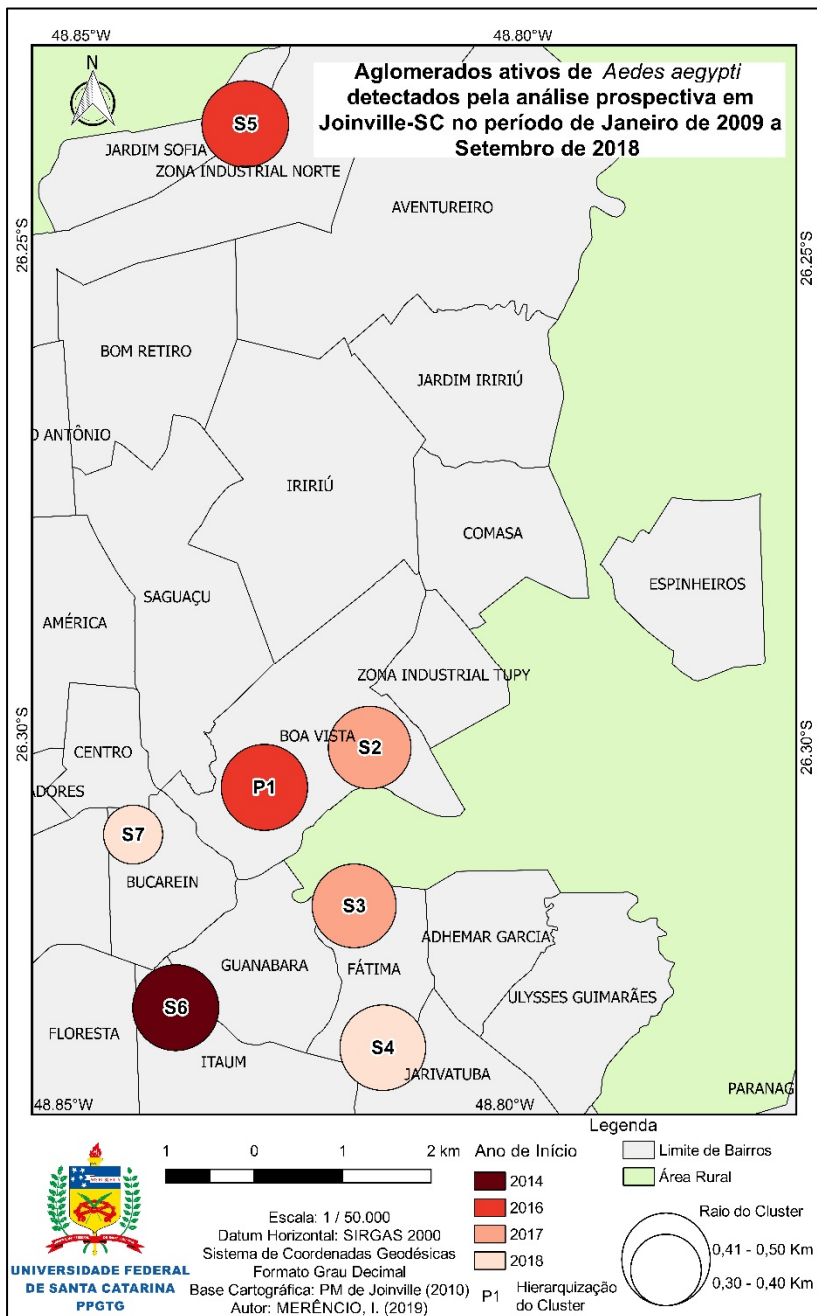 48.85°W
48.80°W
N
Aglomerados ativos de Aedes aegypti
detectados pela análise prospectiva em
Joinville-SC no período de Janeiro de 2009 a
Setembro de 2018
S5
JARDIM SOFIA
ZONA INDUSTRIAL NORTE
AVENTUREIRO
26.25°S
26.25°S
BOM RETIRO
JARDIM IRIRIÚ
O ANTÔNIO
IRIRIÚ
COMASA
ESPINHEIROS
SAGUAÇU
AMÉRICA
ZONA INDUSTRIAL TUPY
26.30°S
26.30°S
BOA VISTA
CENTRO
S2
P1
ADORES
S7
BUCAREIN
S3
ADHEMAR GARCIA
GUANABARA
FÁTIMA
ULYSSES GUIMARÃES
S6
FLORESTA
S4
ITAUM
JARIVATUBA
PARANAG
48.85°W
48.80°W
Legenda
1 0 1 2 km
Ano de Início
2014
2016
2017
2018
P1 Hierarquização
do Cluster
Limite de Bairros
Área Rural
Raio do Cluster
0,41 - 0,50 Km
0,30 - 0,40 Km
Escala: 1 / 50.000
Datum Horizontal: SIRGAS 2000
Sistema de Coordenadas Geodésicas
Formato Grau Decimal
Base Cartográfica: PM de Joinville (2010)
Autor: MERÊNCIO, I. (2019)
UNIVERSIDADE FEDERAL
DE SANTA CATARINA
PPGTG